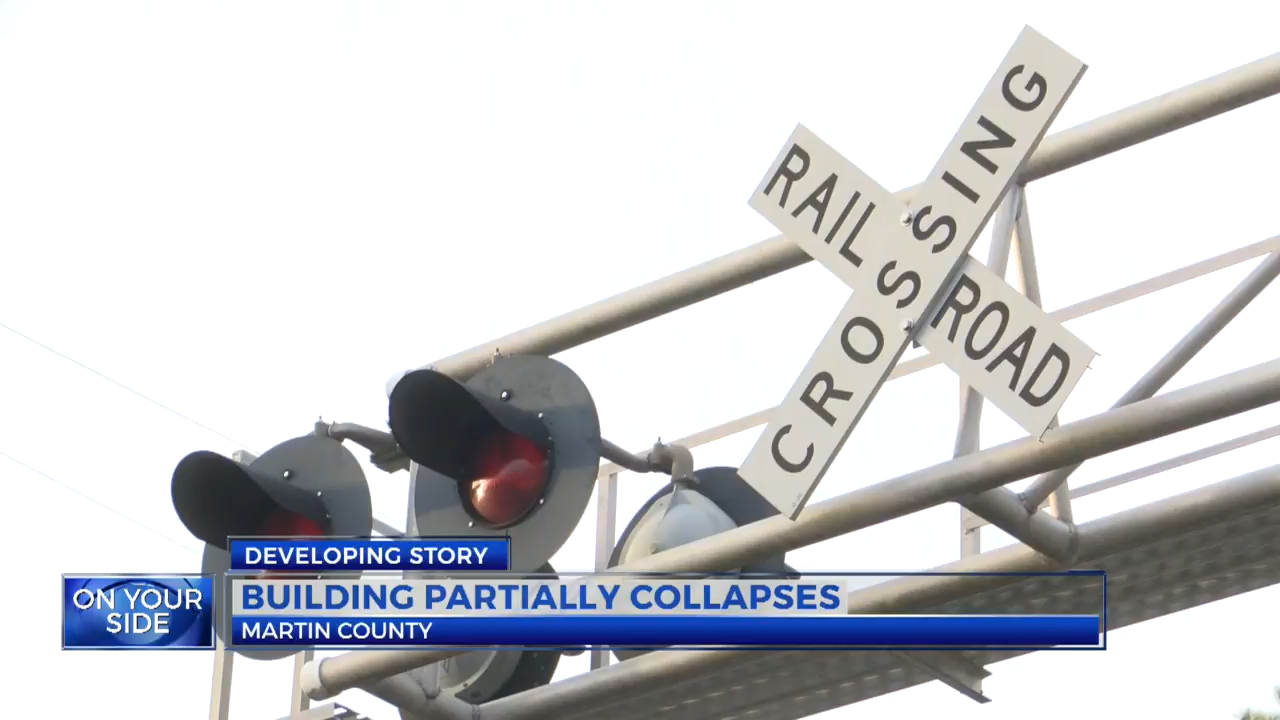 RAIL ROAD
CROSSING
DEVELOPING STORY
ON YOUR
SIDE
BUILDING PARTIALLY COLLAPSES
MARTIN COUNTY